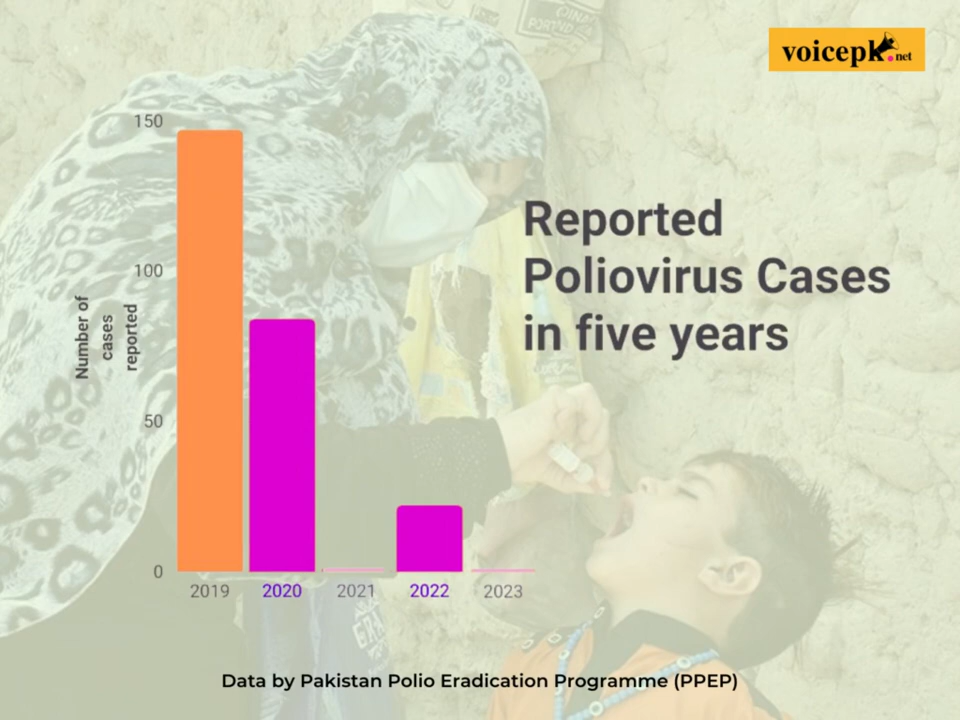 voicepk.net
150
100
50
0
Number of
cases
reported
2019
2020
2021
2022
2023
Reported
Poliovirus Cases
in five years
Data by Pakistan Polio Eradication Programme (PPEP)